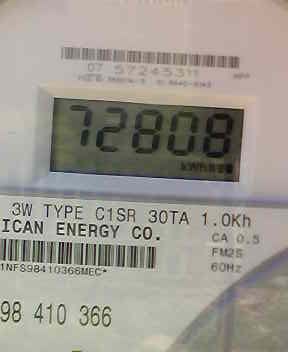 07 57245311
72808
kWh
3W TYPE C1SR 30TA 1.0Kh
ICAN ENERGY CO.
CA 0.5
FM2S
60Hz
1NFS98410366MEC*
98 410 366